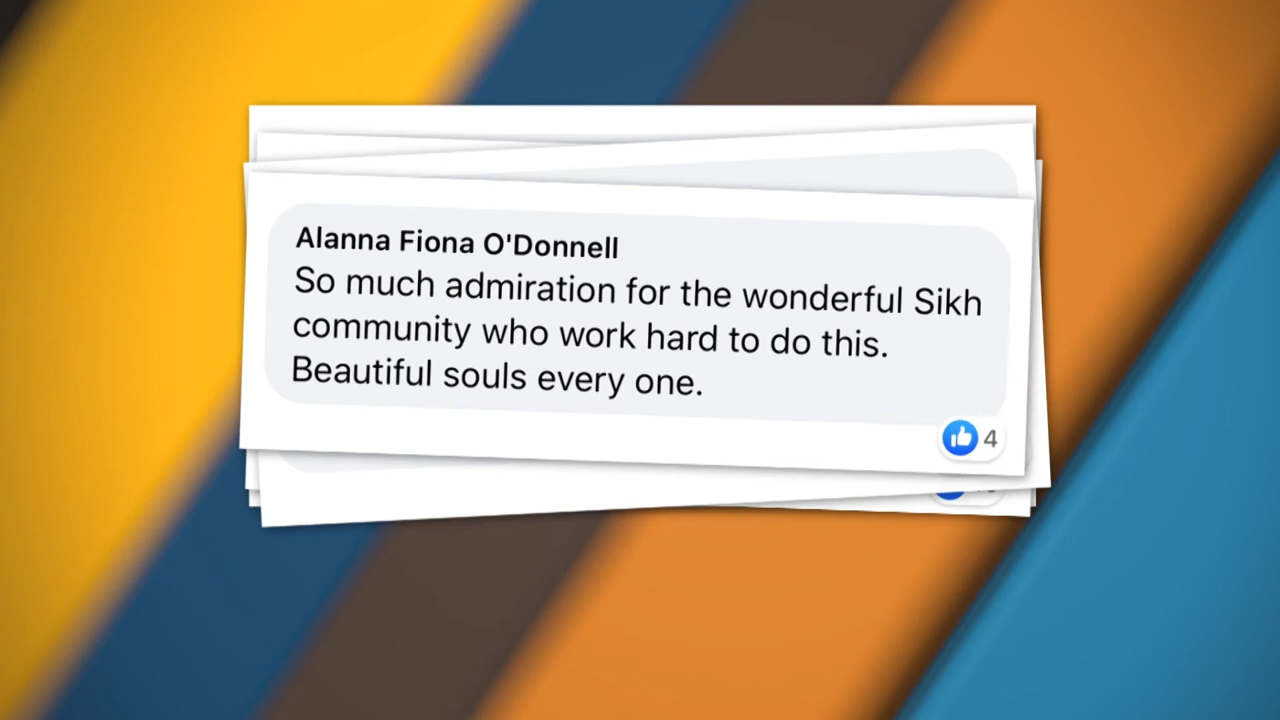 Alanna Fiona O'Donnell
So much admiration for the wonderful Sikh
community who work hard to do this.
Beautiful souls every one.
4